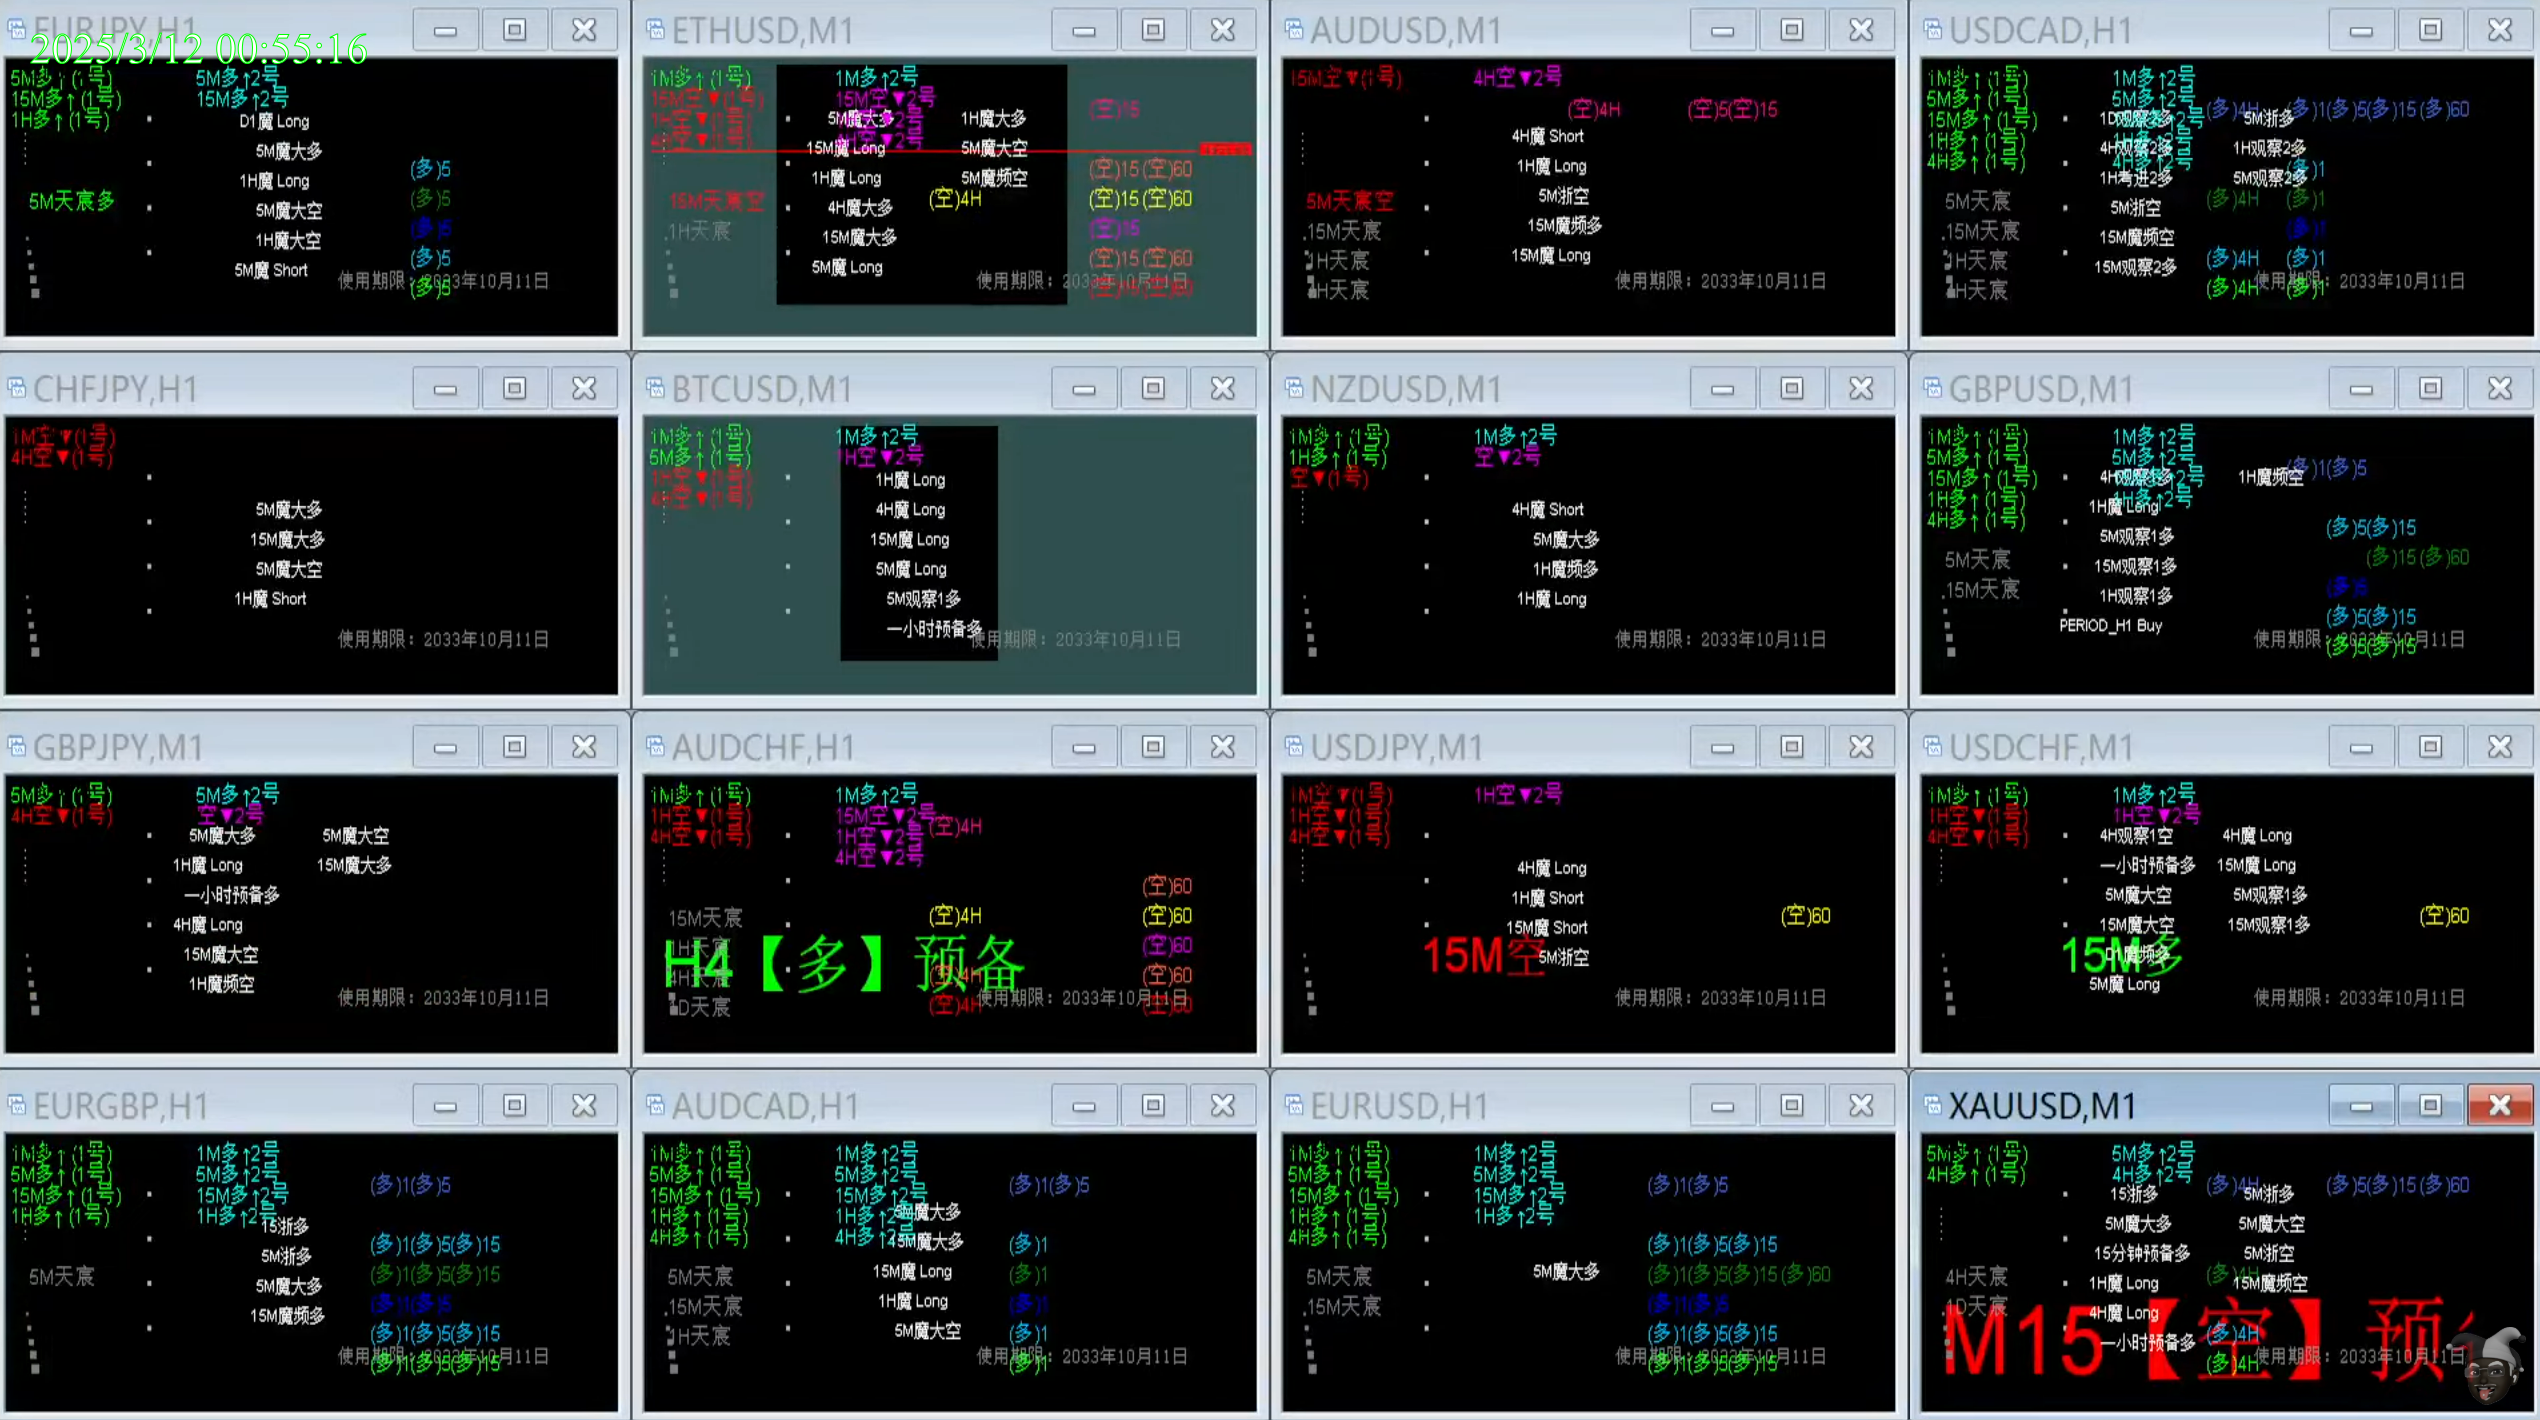 EURJPY,H1
2025/3/12 00:55:16
5M多↑(1号) 5M多↑2号
15M多↑(1号) 15M多↑2号
1H多↑(1号)
D1魔 Long
5M魔大多
(多)5
1H魔 Long
5M天宸多
(多)5
5M魔大空
(多)5
1H魔大空
(多)5
5M魔 Short
使用期限：2033年10月11日
(多)5
ETHUSD,M1
1M多↑(1号) 1M多↑2号
15M空▼(1号) 15M空▼2号
1H空▼(1号)
(空)15
5M魔大多 1H魔大多
15M魔 Long 5M魔大空
(空)15(空)60
1H魔 Long 5M魔频空
15M天宸空
4H魔大多
(空)4H
(空)15(空)60
1H天宸
15M魔大多
(空)15
5M魔 Long
(空)15(空)60
AUDUSD,M1
15M空▼(1号) 4H空▼2号
(空)4H (空)5(空)15
4H魔 Short
1H魔 Long
5M浙空
5M天宸空
15M魔频多
.15M天宸
15M魔 Long
1H天宸
使用期限：2033年10月11日
4H天宸
USDCAD,H1
1M多↑(1号) 1M多↑2号
5M多↑(1号) 5M多↑2号
15M多↑(1号)
1H多↑(1号)
4H多↑(1号) 4H多↑2号
(多)4H (多)1(多)5(多)15(多)60
5M浙多
4H观察2多 1H观察2多
1H考进2多 5M观察2多
(多)1
5M天宸
5M浙空
(多)4H (多)1
.15M天宸
15M魔频空
(多)1
1H天宸
15M观察2多
(多)4H (多)1
4H天宸
(多)4H (多)1
使用期限：2033年10月11日
CHFJPY,H1
1M空▼(1号)
4H空▼(1号)
5M魔大多
15M魔大多
5M魔大空
1H魔 Short
使用期限：2033年10月11日
BTCUSD,M1
1M多↑(1号) 1M多↑2号
5M多↑(1号) 1H空▼2号
1H空▼(1号)
4H空▼(1号)
1H魔 Long
4H魔 Long
15M魔 Long
5M魔 Long
5M观察1多
一小时预备多
使用期限：2033年10月11日
NZDUSD,M1
1M多↑(1号) 1M多↑2号
1H多↑(1号) 空▼2号
空▼(1号)
4H魔 Short
5M魔大多
1H魔频多
1H魔 Long
使用期限：2033年10月11日
GBPUSD,M1
1M多↑(1号) 1M多↑2号
5M多↑(1号) 5M多↑2号
15M多↑(1号)
1H多↑(1号) 1H多↑2号
4H多↑(1号)
(多)1(多)5
4H观察1多 1H魔频空
1H魔 Long
5M观察1多
(多)5(多)15
5M天宸
15M观察1多
(多)15(多)60
.15M天宸
1H观察1多
(多)5
PERIOD_H1 Buy
(多)5(多)15
使用期限：2033年10月11日
(多)5(多)15
GBPJPY,M1
5M多↑(1号) 5M多↑2号
4H空▼(1号) 空▼2号
5M魔大多 5M魔大空
1H魔 Long 15M魔大多
一小时预备多
4H魔 Long
15M魔大空
1H魔频空
使用期限：2033年10月11日
AUDCHF,H1
1M多↑(1号) 1M多↑2号
1H空▼(1号) 15M空▼2号
4H空▼(1号) 1H空▼2号
4H空▼2号
(空)4H
(空)60
15M天宸
(空)4H
(空)60
1H天宸
(空)60
H4【多】预备
4H天宸
(空)4H
(空)60
1D天宸
(空)4H
(空)60
使用期限：2033年10月11日
USDJPY,M1
1M空▼(1号) 1H空▼2号
1H空▼(1号)
4H空▼(1号)
4H魔 Long
1H魔 Short
(空)60
15M魔 Short
15M空
5M浙空
使用期限：2033年10月11日
USDCHF,M1
1M多↑(1号) 1M多↑2号
1H空▼(1号) 1H空▼2号
4H空▼(1号)
4H观察1空 4H魔 Long
一小时预备多 15M魔 Long
5M魔大空 5M观察1多
15M魔大空 15M观察1多
(空)60
15M多
D1魔频多
5M魔 Long
使用期限：2033年10月11日
EURGBP,H1
1M多↑(1号) 1M多↑2号
5M多↑(1号) 5M多↑2号
15M多↑(1号) 15M多↑2号
1H多↑(1号) 1H多↑2号
(多)1(多)5
15浙多
5M浙多
(多)1(多)5(多)15
5M天宸
5M魔大多
(多)1(多)5(多)15
15M魔频多
(多)1(多)5
(多)1(多)5(多)15
使用期限：2033年10月11日
(多)1(多)5(多)15
AUDCAD,H1
1M多↑(1号) 1M多↑2号
5M多↑(1号) 5M多↑2号
15M多↑(1号) 15M多↑2号
1H多↑(1号) 1H多↑2号
4H多↑(1号) 4H多↑2号
(多)1(多)5
5M魔大多
15M魔大多
(多)1
5M天宸
15M魔 Long
(多)1
.15M天宸
1H魔 Long
(多)1
1H天宸
5M魔大空
(多)1
使用期限：2033年10月11日
(多)1
EURUSD,H1
1M多↑(1号) 1M多↑2号
5M多↑(1号) 5M多↑2号
15M多↑(1号) 15M多↑2号
1H多↑(1号) 1H多↑2号
4H多↑(1号)
(多)1(多)5
(多)1(多)5(多)15
5M天宸
5M魔大多
(多)1(多)5(多)15(多)60
.15M天宸
(多)1(多)5
(多)1(多)5(多)15
使用期限：2033年10月11日
(多)1(多)5(多)15
XAUUSD,M1
5M多↑(1号) 5M多↑2号
4H多↑(1号) 4H多↑2号
(多)4H (多)5(多)15(多)60
15浙多 5M浙多
5M魔大多 5M魔大空
15分钟预备多 5M浙空
4H天宸
1H魔 Long
(多)4H
15M魔频空
1D天宸
4H魔 Long
M15【空】预
一小时预备多
(多)4H
(多)4H
使用期限：2033年10月11日